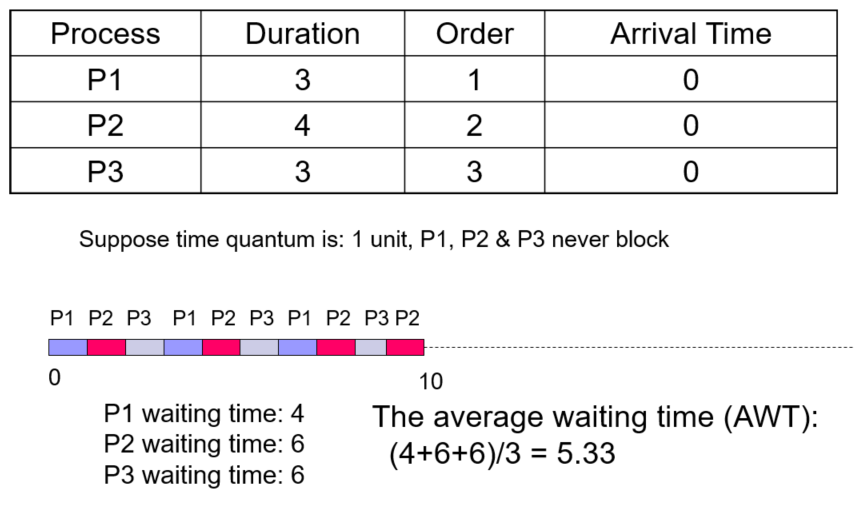 Process Duration Order Arrival Time
P1 3 1 0
P2 4 2 0
P3 3 3 0
Suppose time quantum is: 1 unit, P1, P2 & P3 never block
P1 P2 P3 P1 P2 P3 P1 P2 P3 P2
0 10
P1 waiting time: 4
P2 waiting time: 6
P3 waiting time: 6
The average waiting time (AWT):
(4+6+6)/3 = 5.33